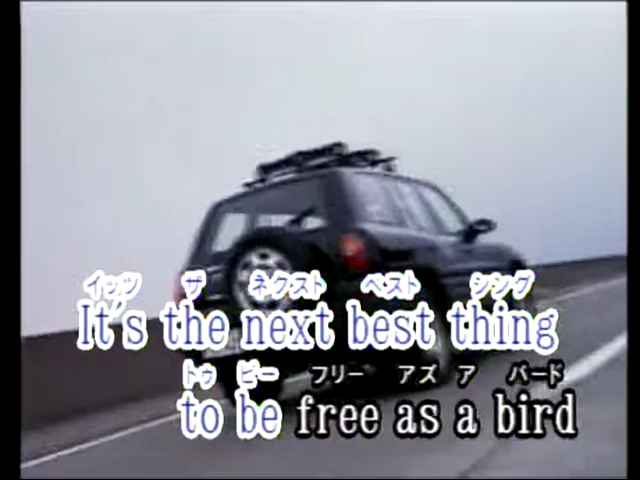 イッツ ザ ネクスト ベスト シング
It's the next best thing
トゥ ビー フリー アズ ア バード
to be free as a bird